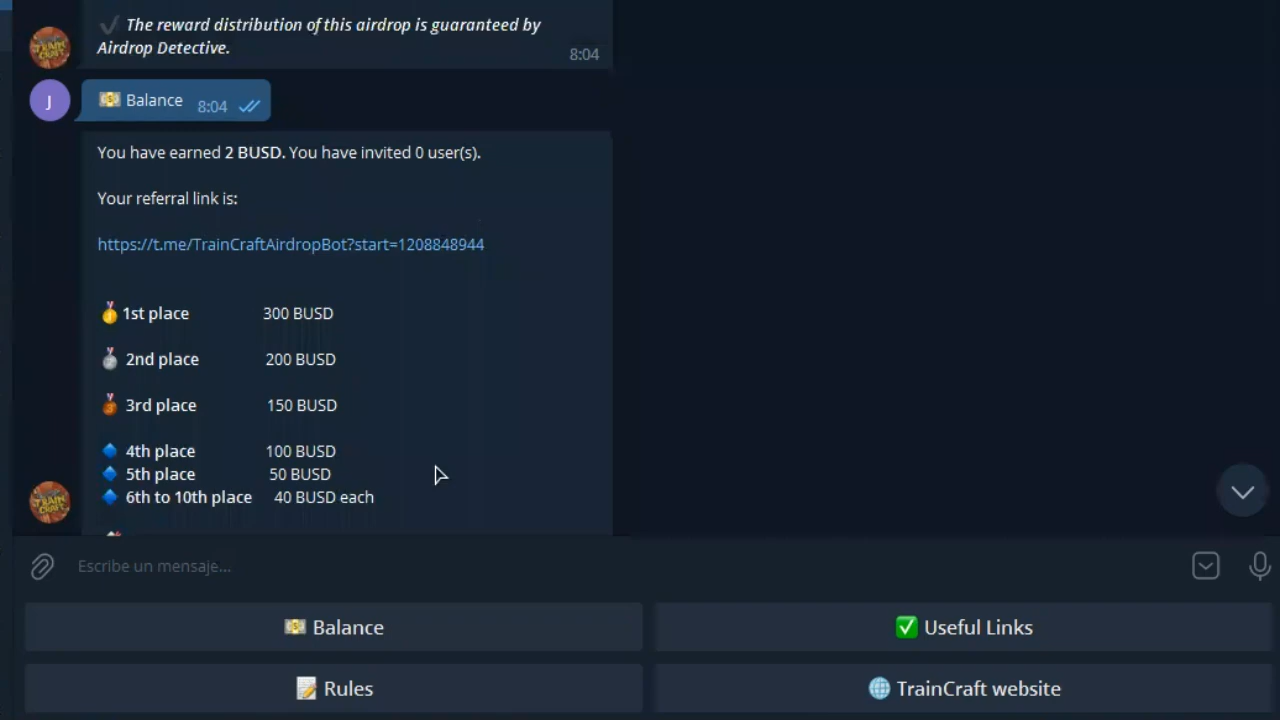 The reward distribution of this airdrop is guaranteed by
Airdrop Detective.
8:04
J
Balance 8:04
You have earned 2 BUSD. You have invited 0 user(s).
Your referral link is:
https://t.me/TrainCraftAirdropBot?start=1208848944
1st place 300 BUSD
2nd place 200 BUSD
3rd place 150 BUSD
4th place 100 BUSD
5th place 50 BUSD
6th to 10th place 40 BUSD each
TRAIN
CRAFT
Escribe un mensaje...
Balance
Useful Links
Rules
TrainCraft website